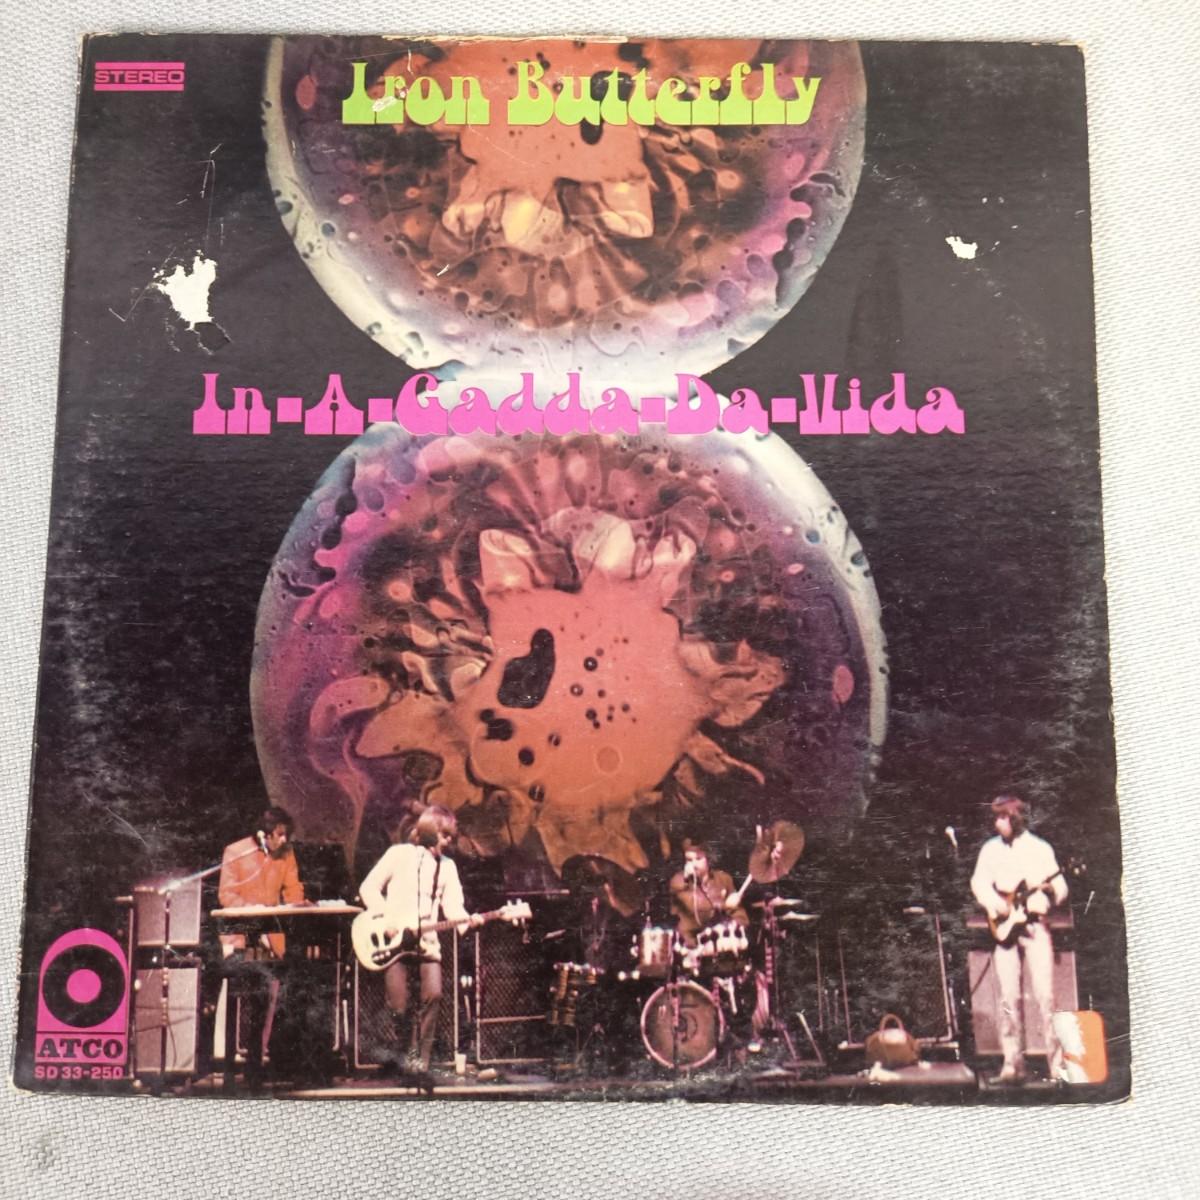 STEREO
Iron Butterfly
In-A-Gadda-Da-Vida
ATCO
SD 33-250